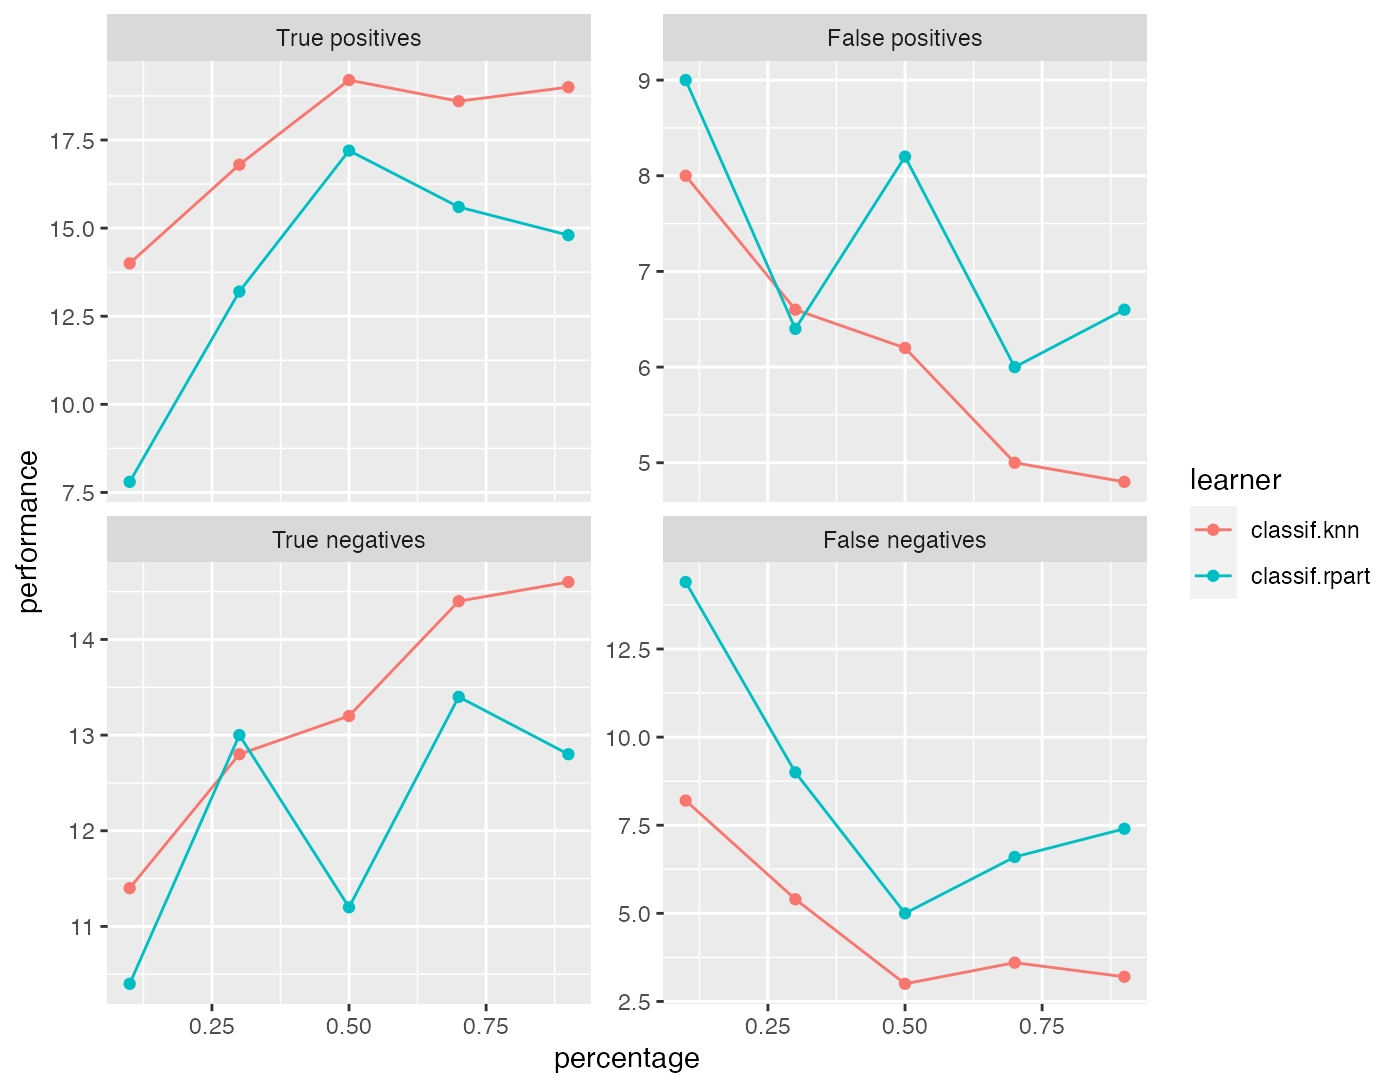 True positives
False positives
17.5
15.0
12.5
10.0
7.5
9
8
7
6
5
performance
True negatives
False negatives
14
13
12
11
12.5
10.0
7.5
5.0
2.5
0.25 0.50 0.75
0.25 0.50 0.75
percentage
learner
classif.knn
classif.rpart